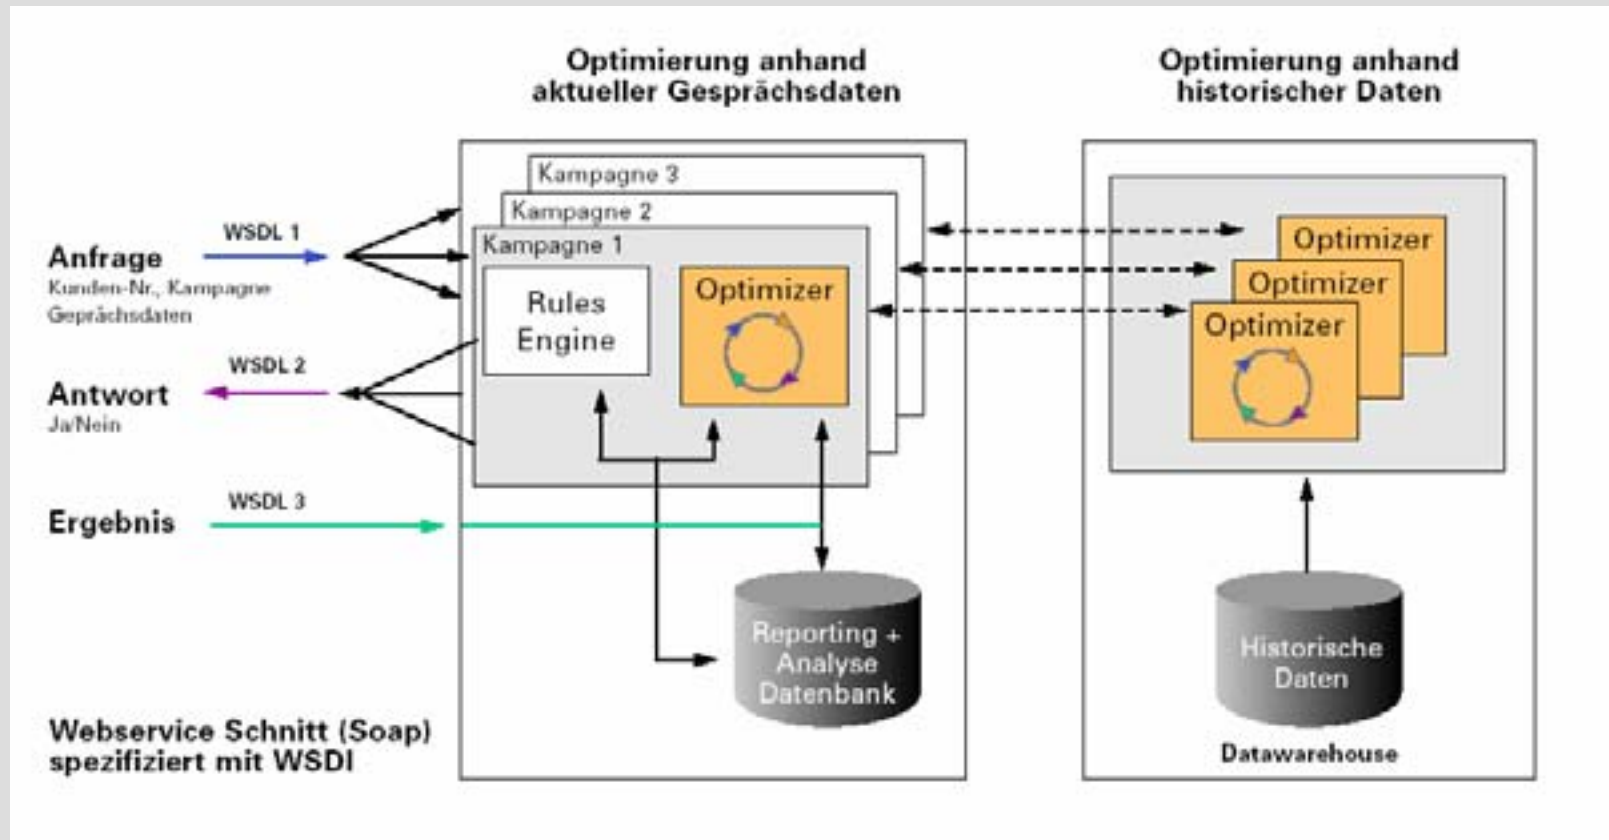 Optimierung anhand
aktueller Gesprächsdaten
Optimierung anhand
historischer Daten
Kampagne 3
Kampagne 2
Kampagne 1
Rules
Engine
Optimizer
Optimizer
Optimizer
Optimizer
WSDL 1
Anfrage
Kunden-Nr., Kampagne
Geprächsdaten
WSDL 2
Antwort
Ja/Nein
WSDL 3
Ergebnis
Reporting +
Analyse
Datenbank
Historische
Daten
Datawarehouse
Webservice Schnitt (Soap)
spezifiziert mit WSDI